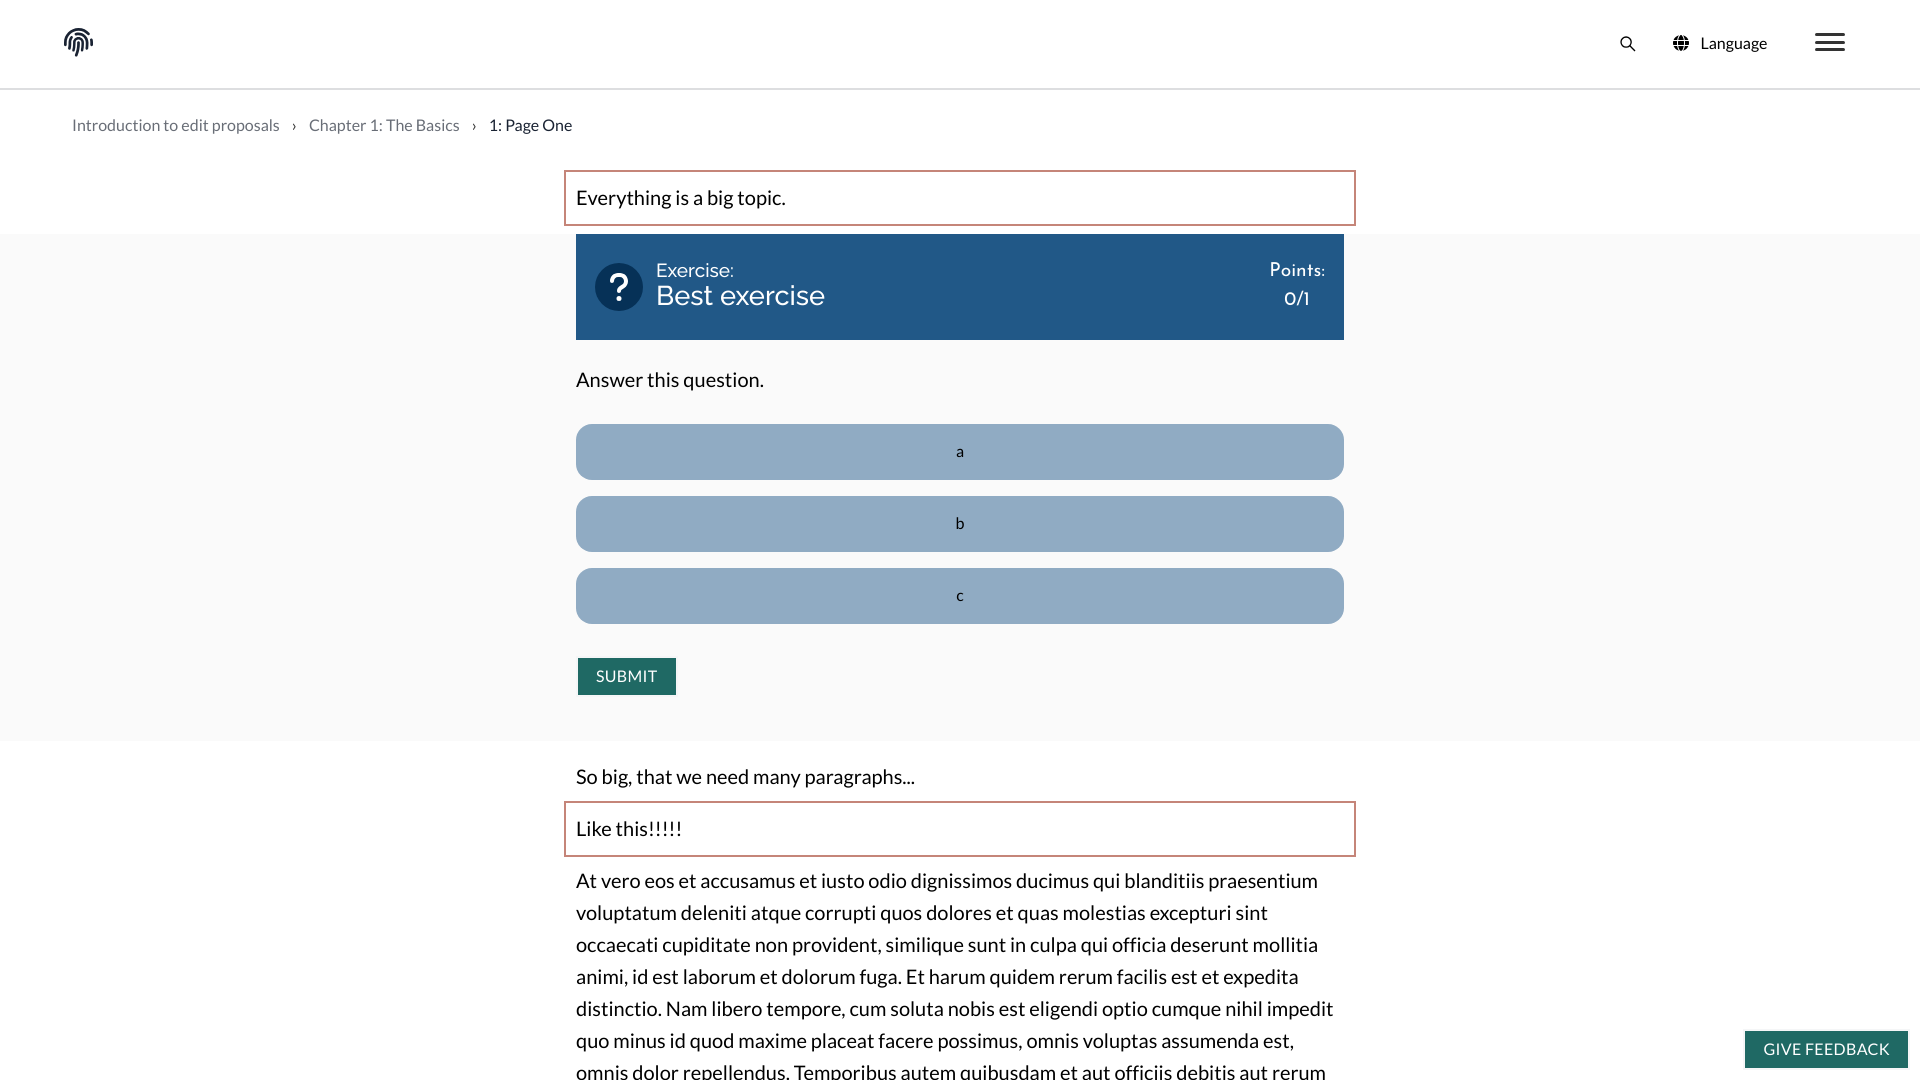 Language
Introduction to edit proposals › Chapter 1: The Basics › 1: Page One
Everything is a big topic.
?
Exercise:
Best exercise
Points:
0/1
Answer this question.
a
b
c
SUBMIT
So big, that we need many paragraphs...
Like this!!!!!
At vero eos et accusamus et iusto odio dignissimos ducimus qui blanditiis praesentium
voluptatum deleniti atque corrupti quos dolores et quas molestias excepturi sint
occaecati cupiditate non provident, similique sunt in culpa qui officia deserunt mollitia
animi, id est laborum et dolorum fuga. Et harum quidem rerum facilis est et expedita
distinctio. Nam libero tempore, cum soluta nobis est eligendi optio cumque nihil impedit
quo minus id quod maxime placeat facere possimus, omnis voluptas assumenda est,
omnis dolor repellendus. Temporibus autem quibusdam et aut officiis debitis aut rerum
GIVE FEEDBACK